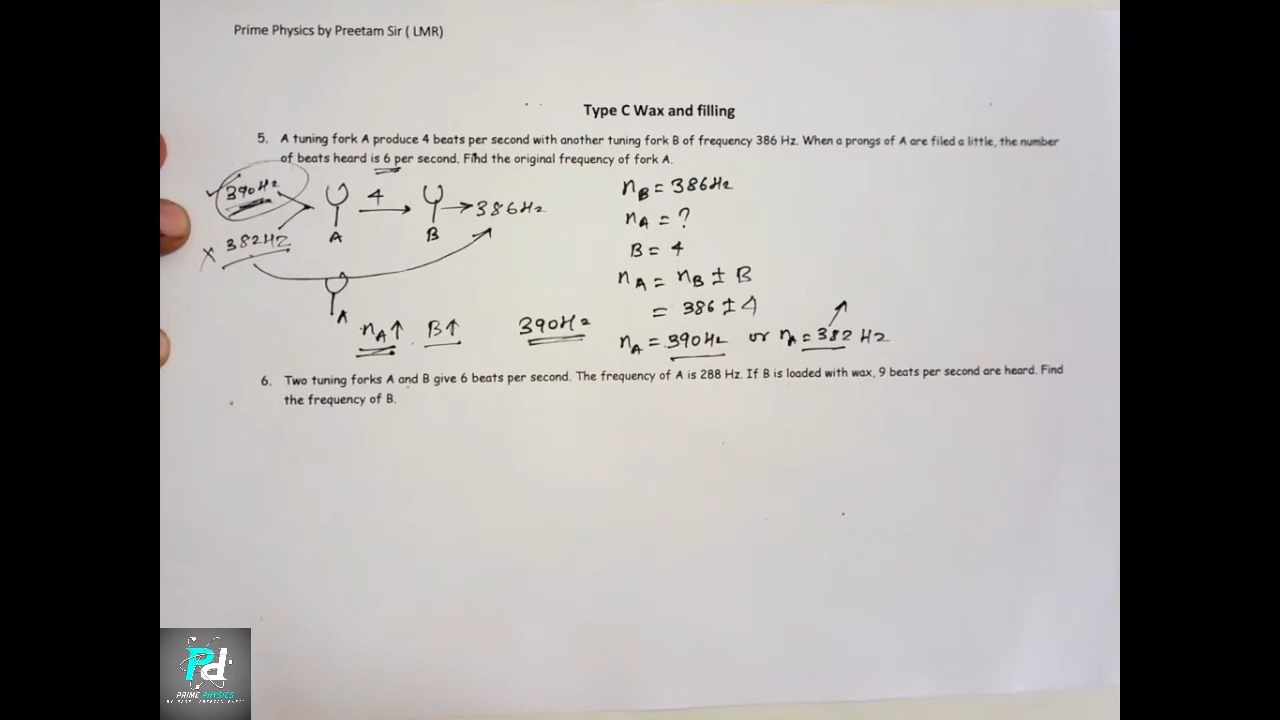 Prime Physics by Preetam Sir ( LMR)
Type C Wax and filling
5. A tuning fork A produce 4 beats per second with another tuning fork B of frequency 386 Hz. When a prongs of A are filed a little, the number
of beats heard is 6 per second. Find the original frequency of fork A.
390Hz
4
386Hz
382HZ
A
B
A
nA↑ B↑
390Hz
nB = 386Hz
nA = ?
B = 4
nA = nB ± B
= 386 ± 4
nA = 390Hz or nA = 382 Hz
6. Two tuning forks A and B give 6 beats per second. The frequency of A is 288 Hz. If B is loaded with wax, 9 beats per second are heard. Find
the frequency of B.
Pd
PRIME PHYSICS